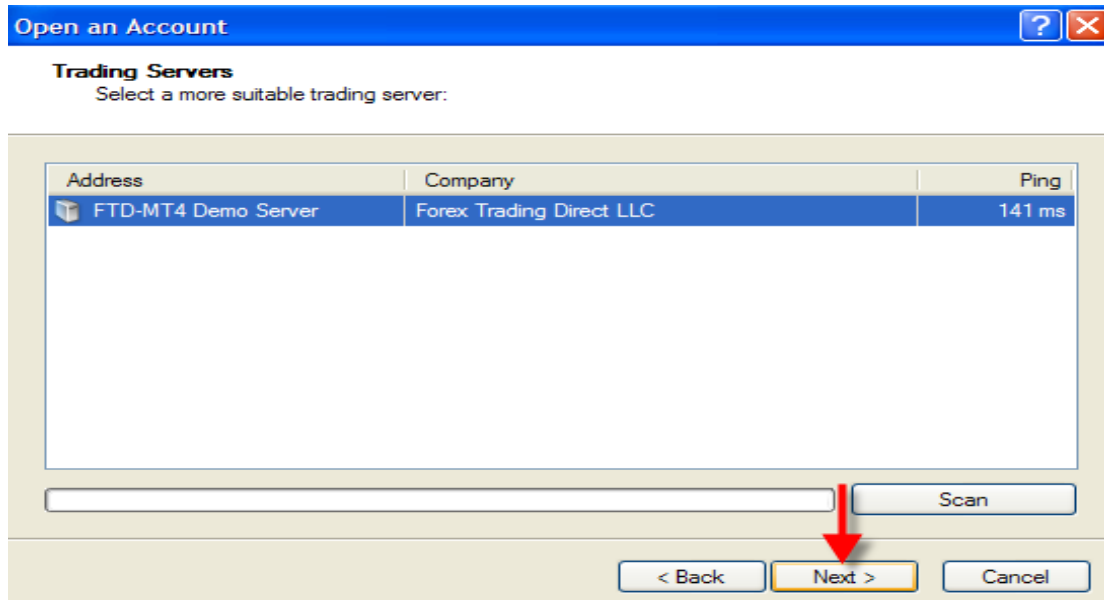 Open an Account
Trading Servers
Select a more suitable trading server:
Address Company Ping
FTD-MT4 Demo Server Forex Trading Direct LLC 141 ms
Scan
< Back Next > Cancel